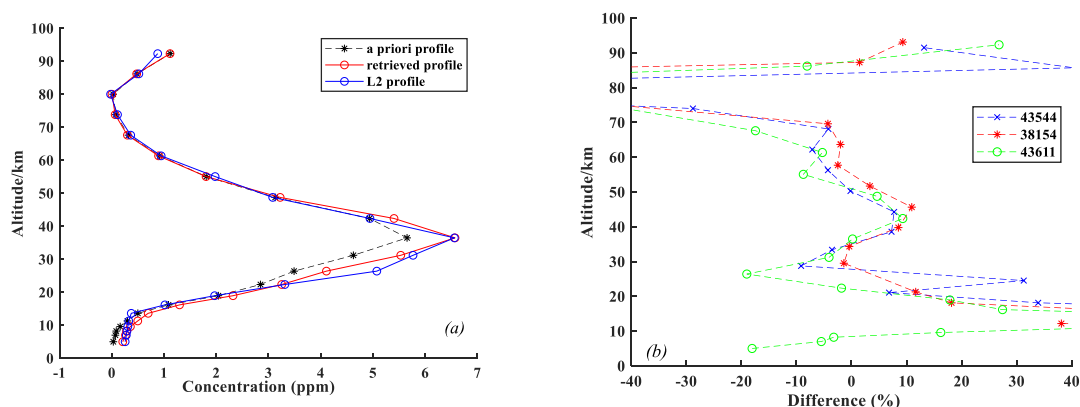 100
90
80
70
60
50
40
30
20
10
0
Altitude/km
-1 0 1 2 3 4 5 6 7
Concentration (ppm)
a priori profile
retrieved profile
L2 profile
(a)
100
90
80
70
60
50
40
30
20
10
0
Altitude/km
-40 -30 -20 -10 0 10 20 30 40
Difference (%)
43544
38154
43611
(b)